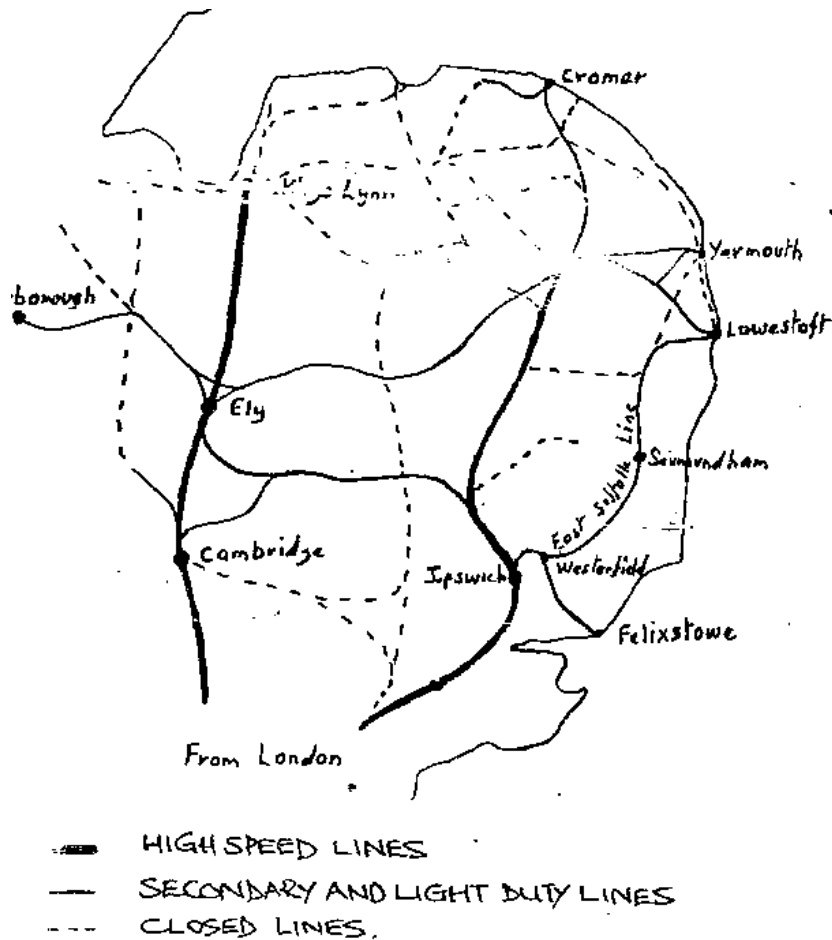 Cromer
Lynn
Yarmouth
borough
Lowestoft
Ely
East Suffolk Line
Saxmundham
Cambridge
Ipswich
Westerfield
Felixstowe
From London
HIGH SPEED LINES
SECONDARY AND LIGHT DUTY LINES
CLOSED LINES.